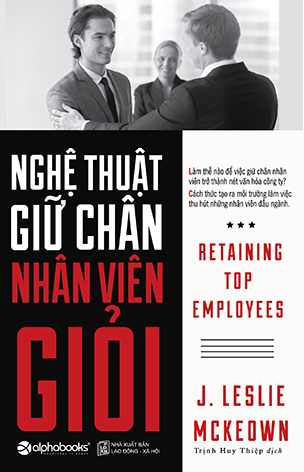 NGHỆ THUẬT
GIỮ CHÂN
NHÂN VIÊN
GIỎI
Làm thế nào để việc giữ chân nhân
viên trở thành nét văn hóa công ty?
Cách thức tạo ra môi trường làm việc
thu hút những nhân viên đầu ngành.
RETAINING
TOP
EMPLOYEES
J. LESLIE
MCKEOWN
Trịnh Huy Thiệp dịch
alphabooks
NHÀ XUẤT BẢN
LAO ĐỘNG - XÃ HỘI